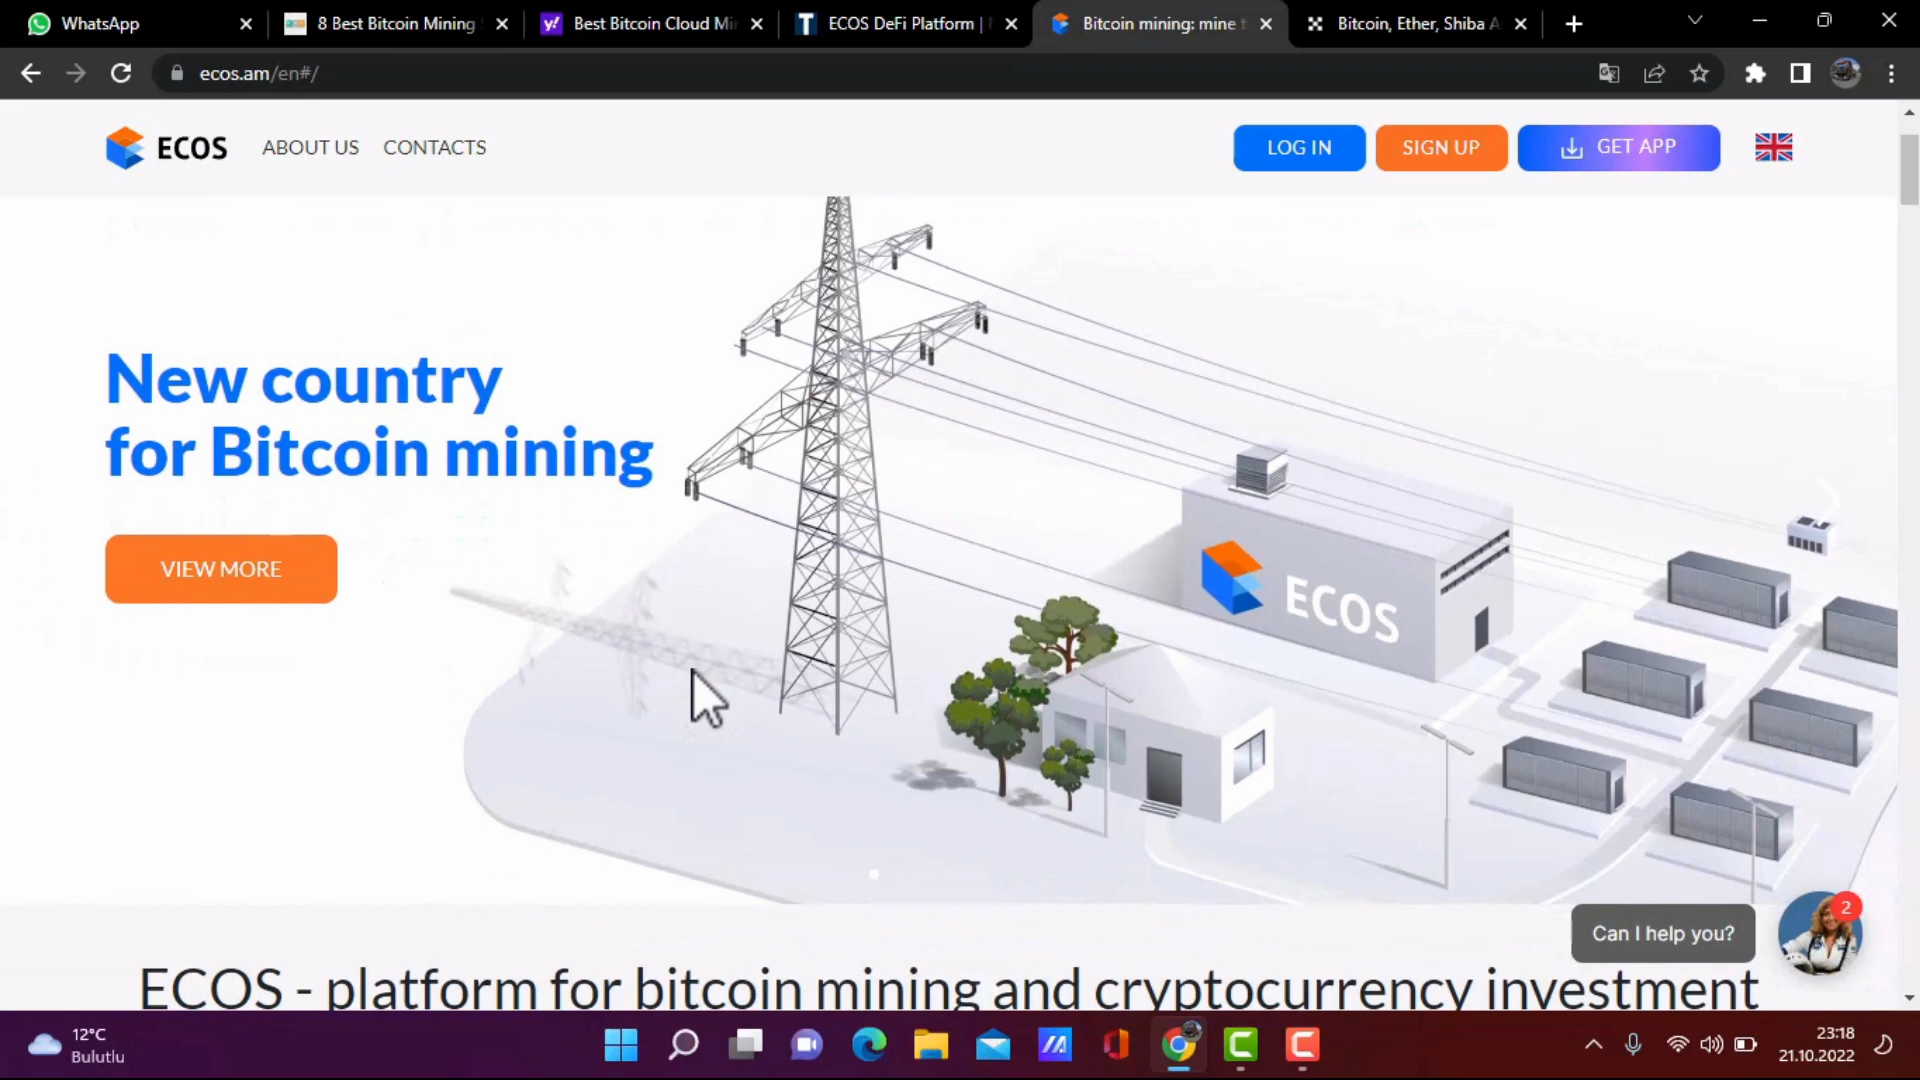 WhatsApp
8 Best Bitcoin Mining
Best Bitcoin Cloud Mi
ECOS DeFi Platform |
Bitcoin mining: mine t
Bitcoin, Ether, Shiba A
ecos.am/en#/
ECOS
ABOUT US
CONTACTS
LOG IN
SIGN UP
GET APP
New country
for Bitcoin mining
VIEW MORE
ECOS
2
Can I help you?
ECOS - platform for bitcoin mining and cryptocurrency investment
12°C
Bulutlu
23:18
21.10.2022